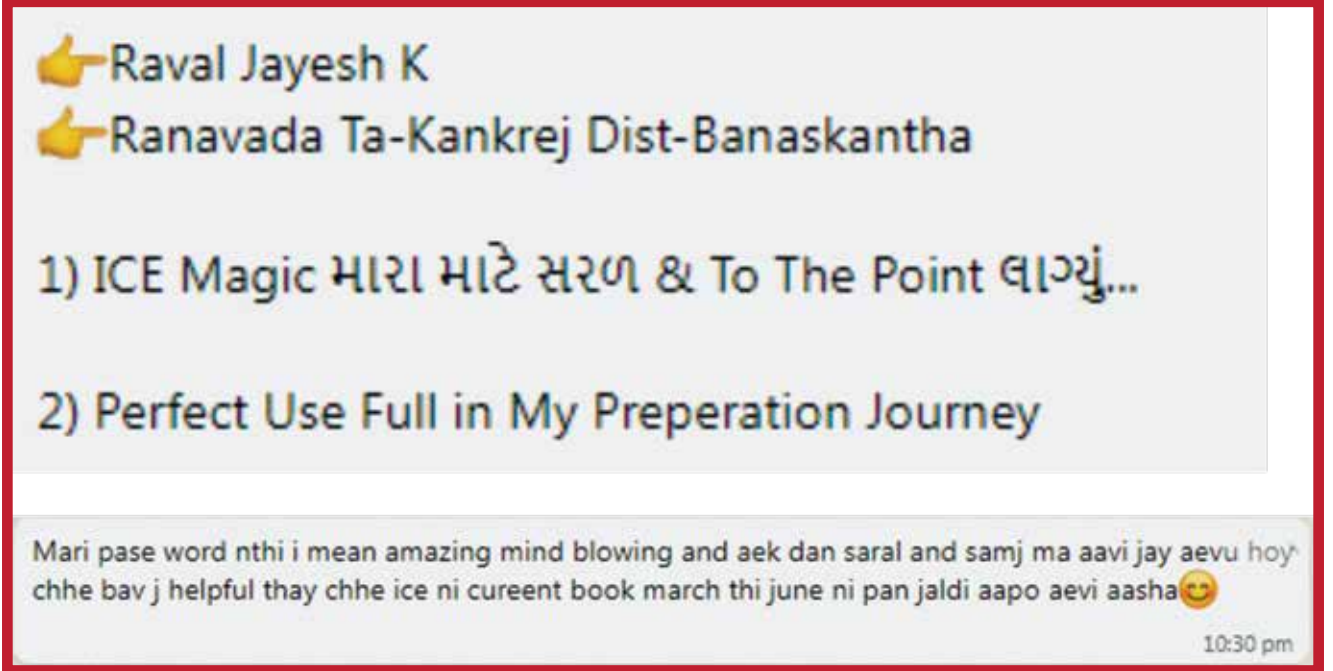 👉Raval Jayesh K
👉Ranavada Ta-Kankrej Dist-Banaskantha
1) ICE Magic મારા માટે સરળ & To The Point લાગ્યું...
2) Perfect Use Full in My Preperation Journey
Mari pase word nthi i mean amazing mind blowing and aek dan saral and samj ma aavi jay aevu hoy
chhe bav j helpful thay chhe ice ni cureent book march thi june ni pan jaldi aapo aevi aasha😊
10:30 pm